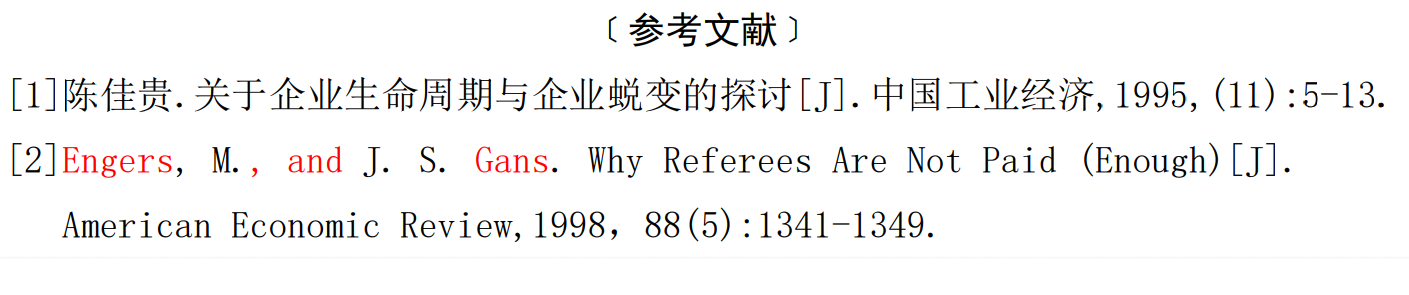 ﹝参考文献﹞
[1]陈佳贵.关于企业生命周期与企业蜕变的探讨[J].中国工业经济,1995,(11):5-13.
[2]Engers, M., and J. S. Gans. Why Referees Are Not Paid (Enough)[J].
American Economic Review,1998，88(5):1341-1349.